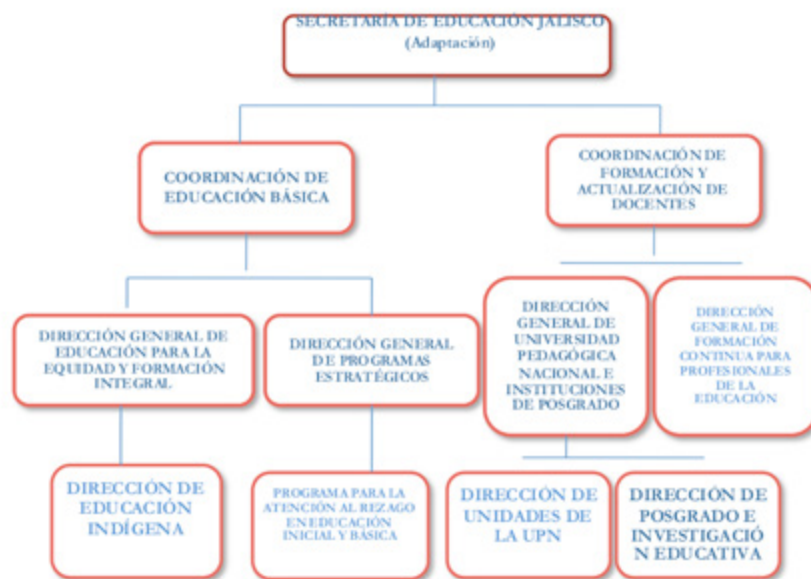 SECRETARÍA DE EDUCACIÓN JALISCO
(Adaptación)
COORDINACIÓN DE
EDUCACIÓN BÁSICA
COORDINACIÓN DE
FORMACIÓN Y
ACTUALIZACIÓN DE
DOCENTES
DIRECCIÓN GENERAL DE
EDUCACIÓN PARA LA
EQUIDAD Y FORMACIÓN
INTEGRAL
DIRECCIÓN GENERAL
DE PROGRAMAS
ESTRATÉGICOS
DIRECCIÓN
GENERAL DE
UNIVERSIDAD
PEDAGÓGICA
NACIONAL E
INSTITUCIONES
DE POSGRADO
DIRECCIÓN
GENERAL DE
FORMACIÓN
CONTINUA PARA
PROFESIONALES
DE LA
EDUCACIÓN
DIRECCIÓN DE
EDUCACIÓN
INDÍGENA
PROGRAMA PARA LA
ATENCIÓN AL REZAGO
EN EDUCACIÓN
INICIAL Y BÁSICA
DIRECCIÓN DE
UNIDADES DE
LA UPN
DIRECCIÓN DE
POSGRADO E
INVESTIGACIÓ
N EDUCATIVA